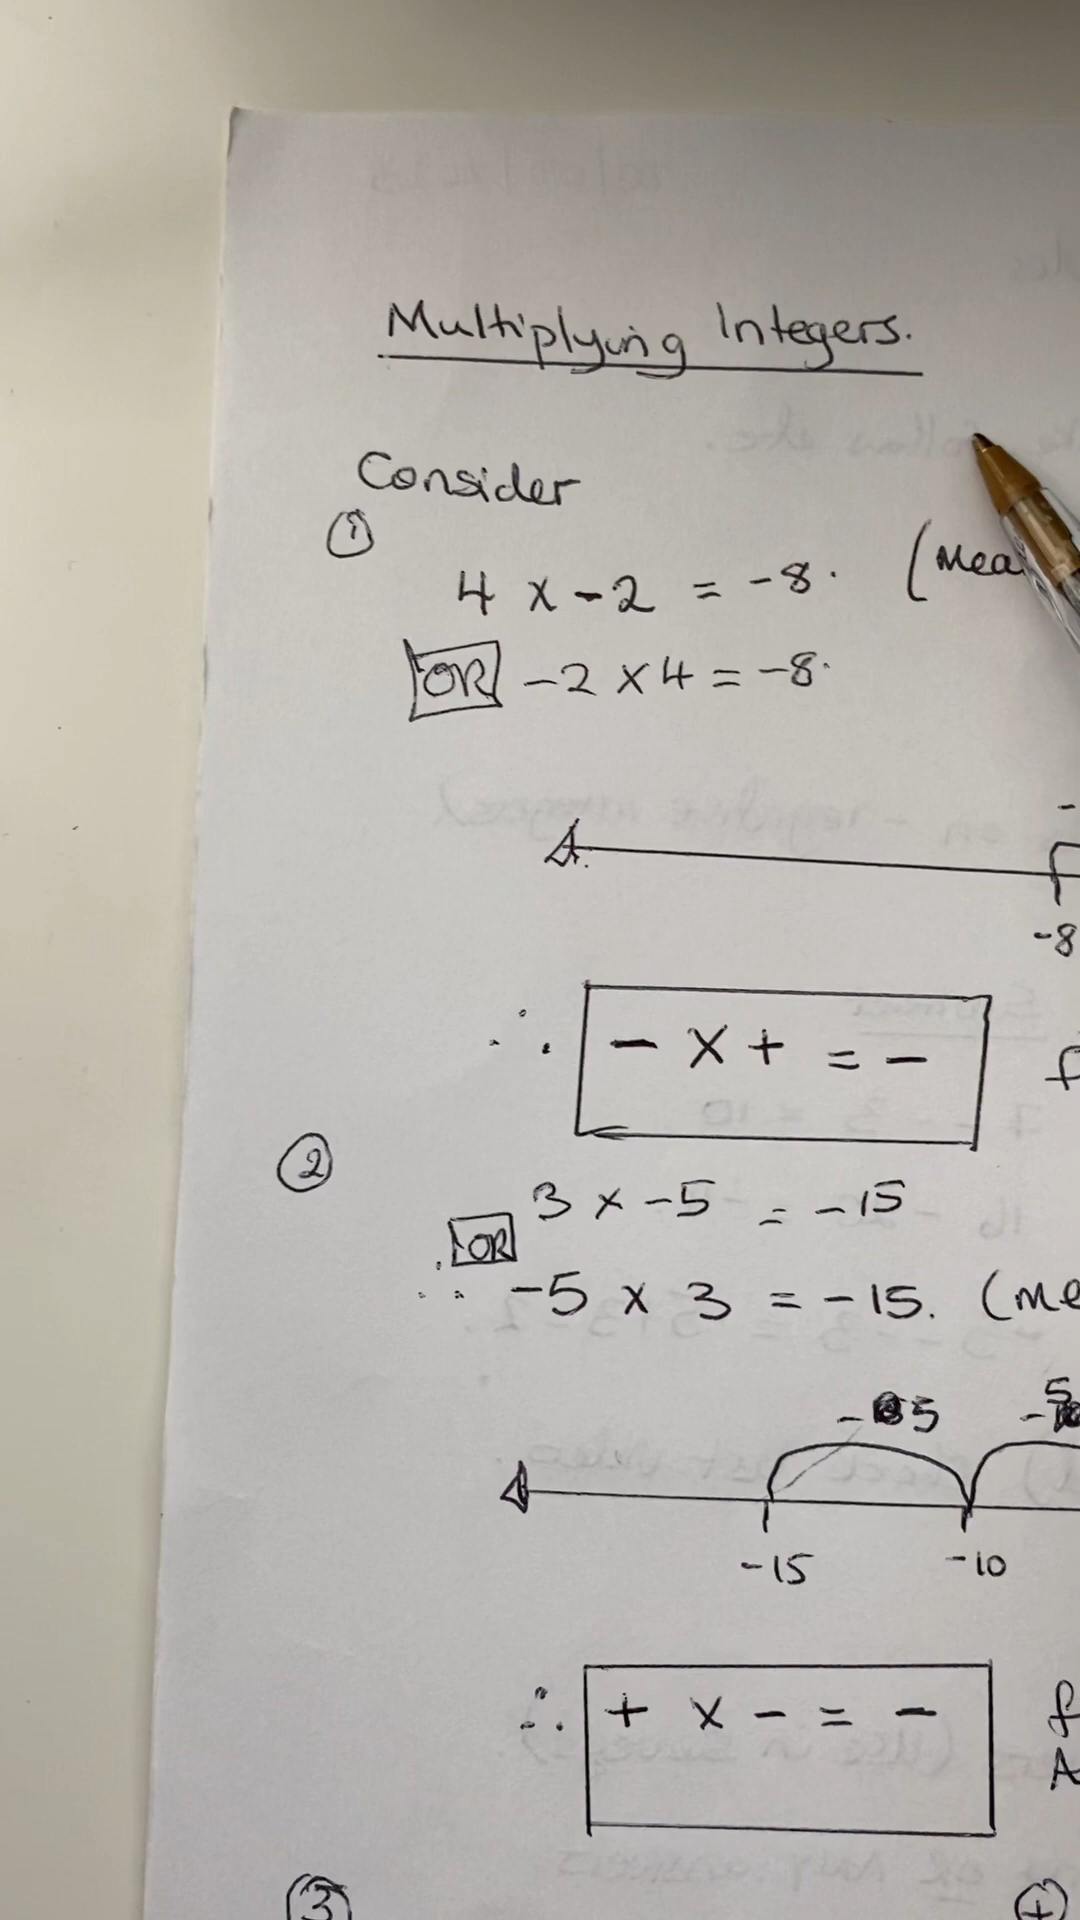 Multiplying Integers.
Consider
①
4 x -2 = -8.
OR -2 x 4 = -8.
-8
∴ - x + = -
②
3 x -5 = -15
OR
∴ -5 x 3 = -15.
-5
-15 -10
∴ + x - = -
③